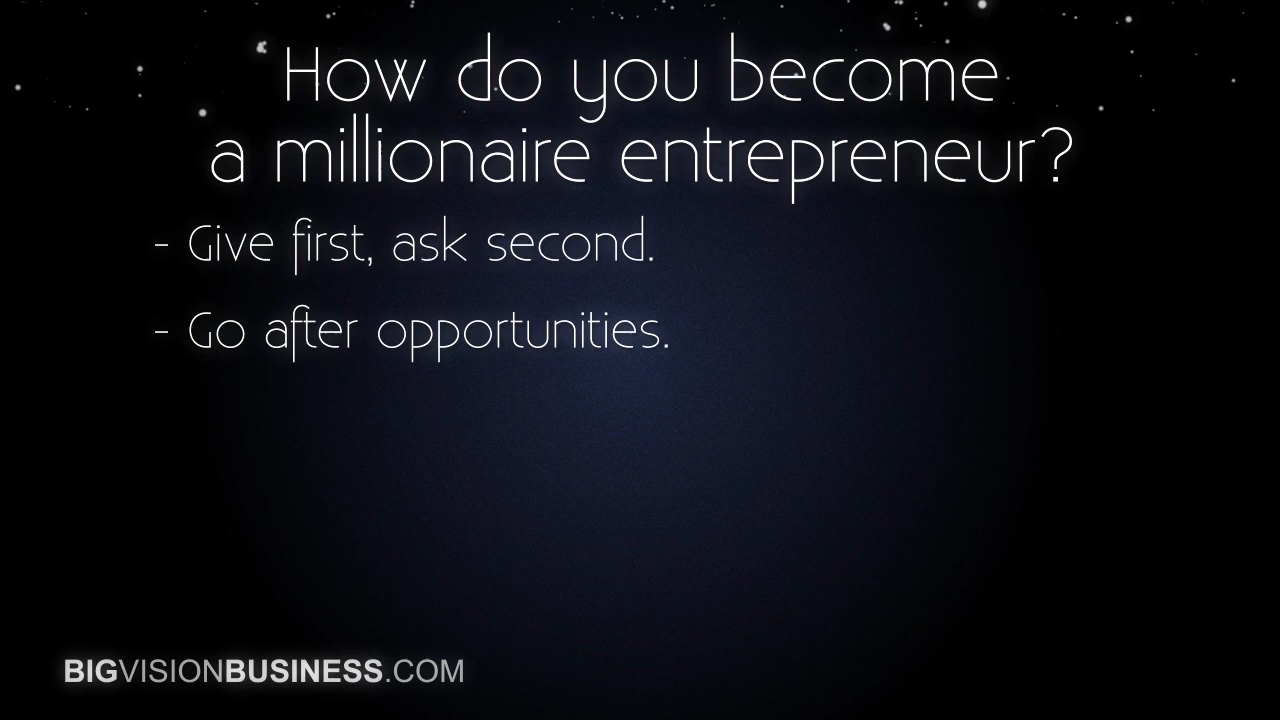 How do you become
a millionaire entrepreneur?
- Give first, ask second.
- Go after opportunities.
BIGVISIONBUSINESS.COM